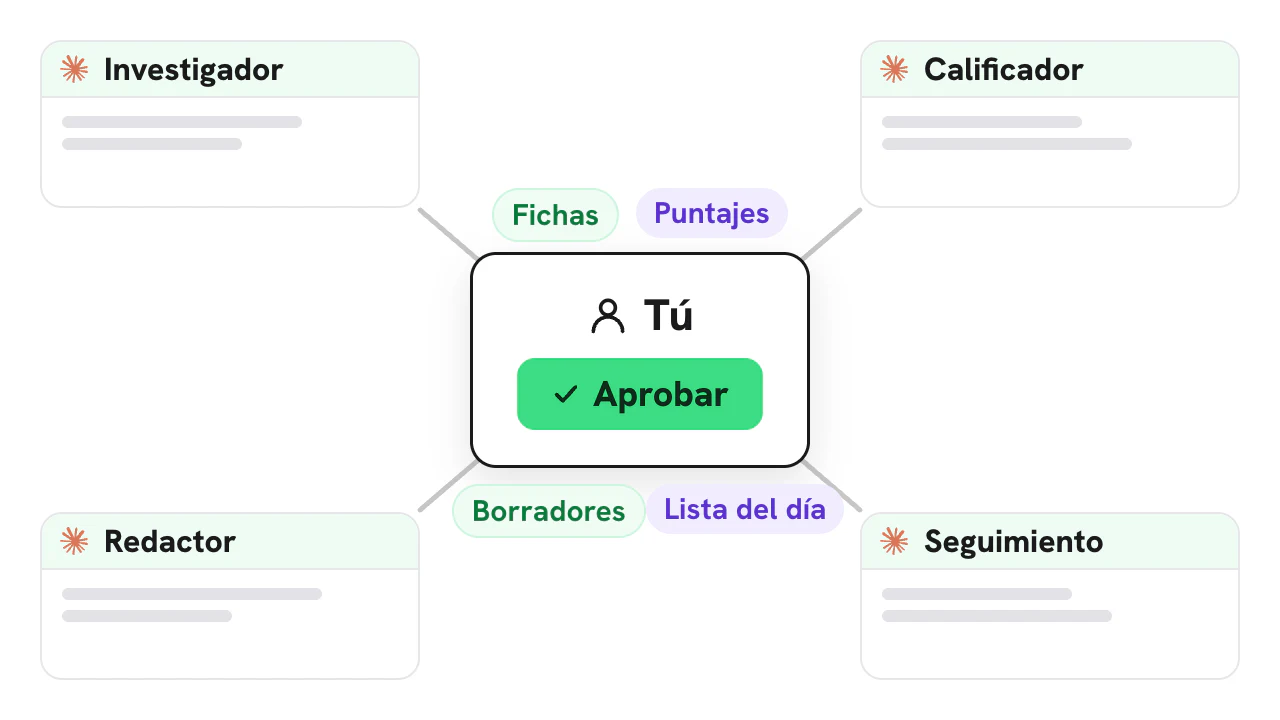 Investigador
Calificador
Fichas
Puntajes
Tú
Aprobar
Borradores
Lista del día
Redactor
Seguimiento